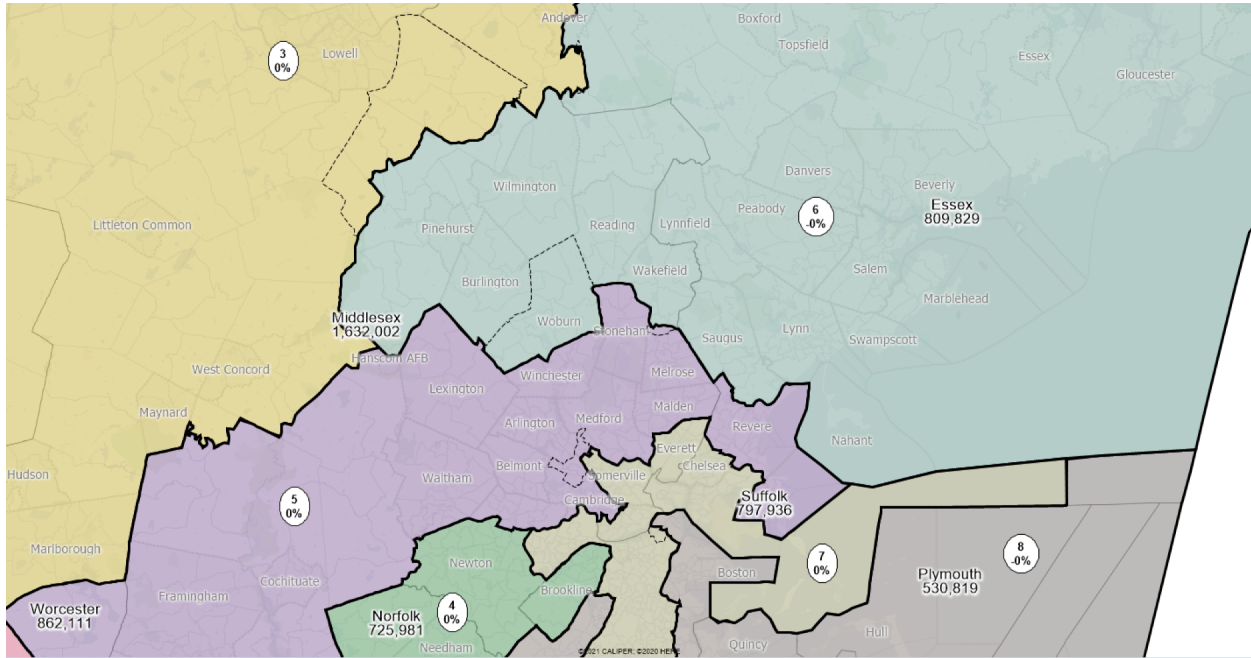 Andover
Boxford
Topsfield
3
0%
Lowell
Essex
Gloucester
Danvers
Wilmington
Beverly
Essex
809,829
Peabody
6
-0%
Littleton Common
Pinehurst
Reading
Lynnfield
Burlington
Wakefield
Salem
Marblehead
Middlesex
1,632,002
Woburn
Stoneham
Saugus
Lynn
Swampscott
Hanscom AFB
West Concord
Lexington
Winchester
Melrose
Maynard
Arlington
Medford
Malden
Revere
Nahant
Hudson
Waltham
Belmont
Everett
Chelsea
Somerville
5
0%
Cambridge
Suffolk
797,936
Marlborough
Newton
Boston
7
0%
8
-0%
Plymouth
530,819
Cochituate
Framingham
Brookline
Worcester
862,111
Norfolk
725,981
4
0%
Needham
Quincy
Hull
©2021 CALIPER; ©2020 HERE